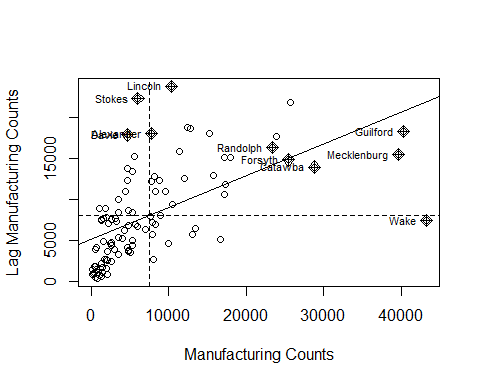 Lincoln
Stokes
Davie Alexander
Guilford
Randolph
Mecklenburg
Forsyth
Catawba
Wake
Lag Manufacturing Counts
0
5000
15000
0
10000
20000
30000
40000
Manufacturing Counts